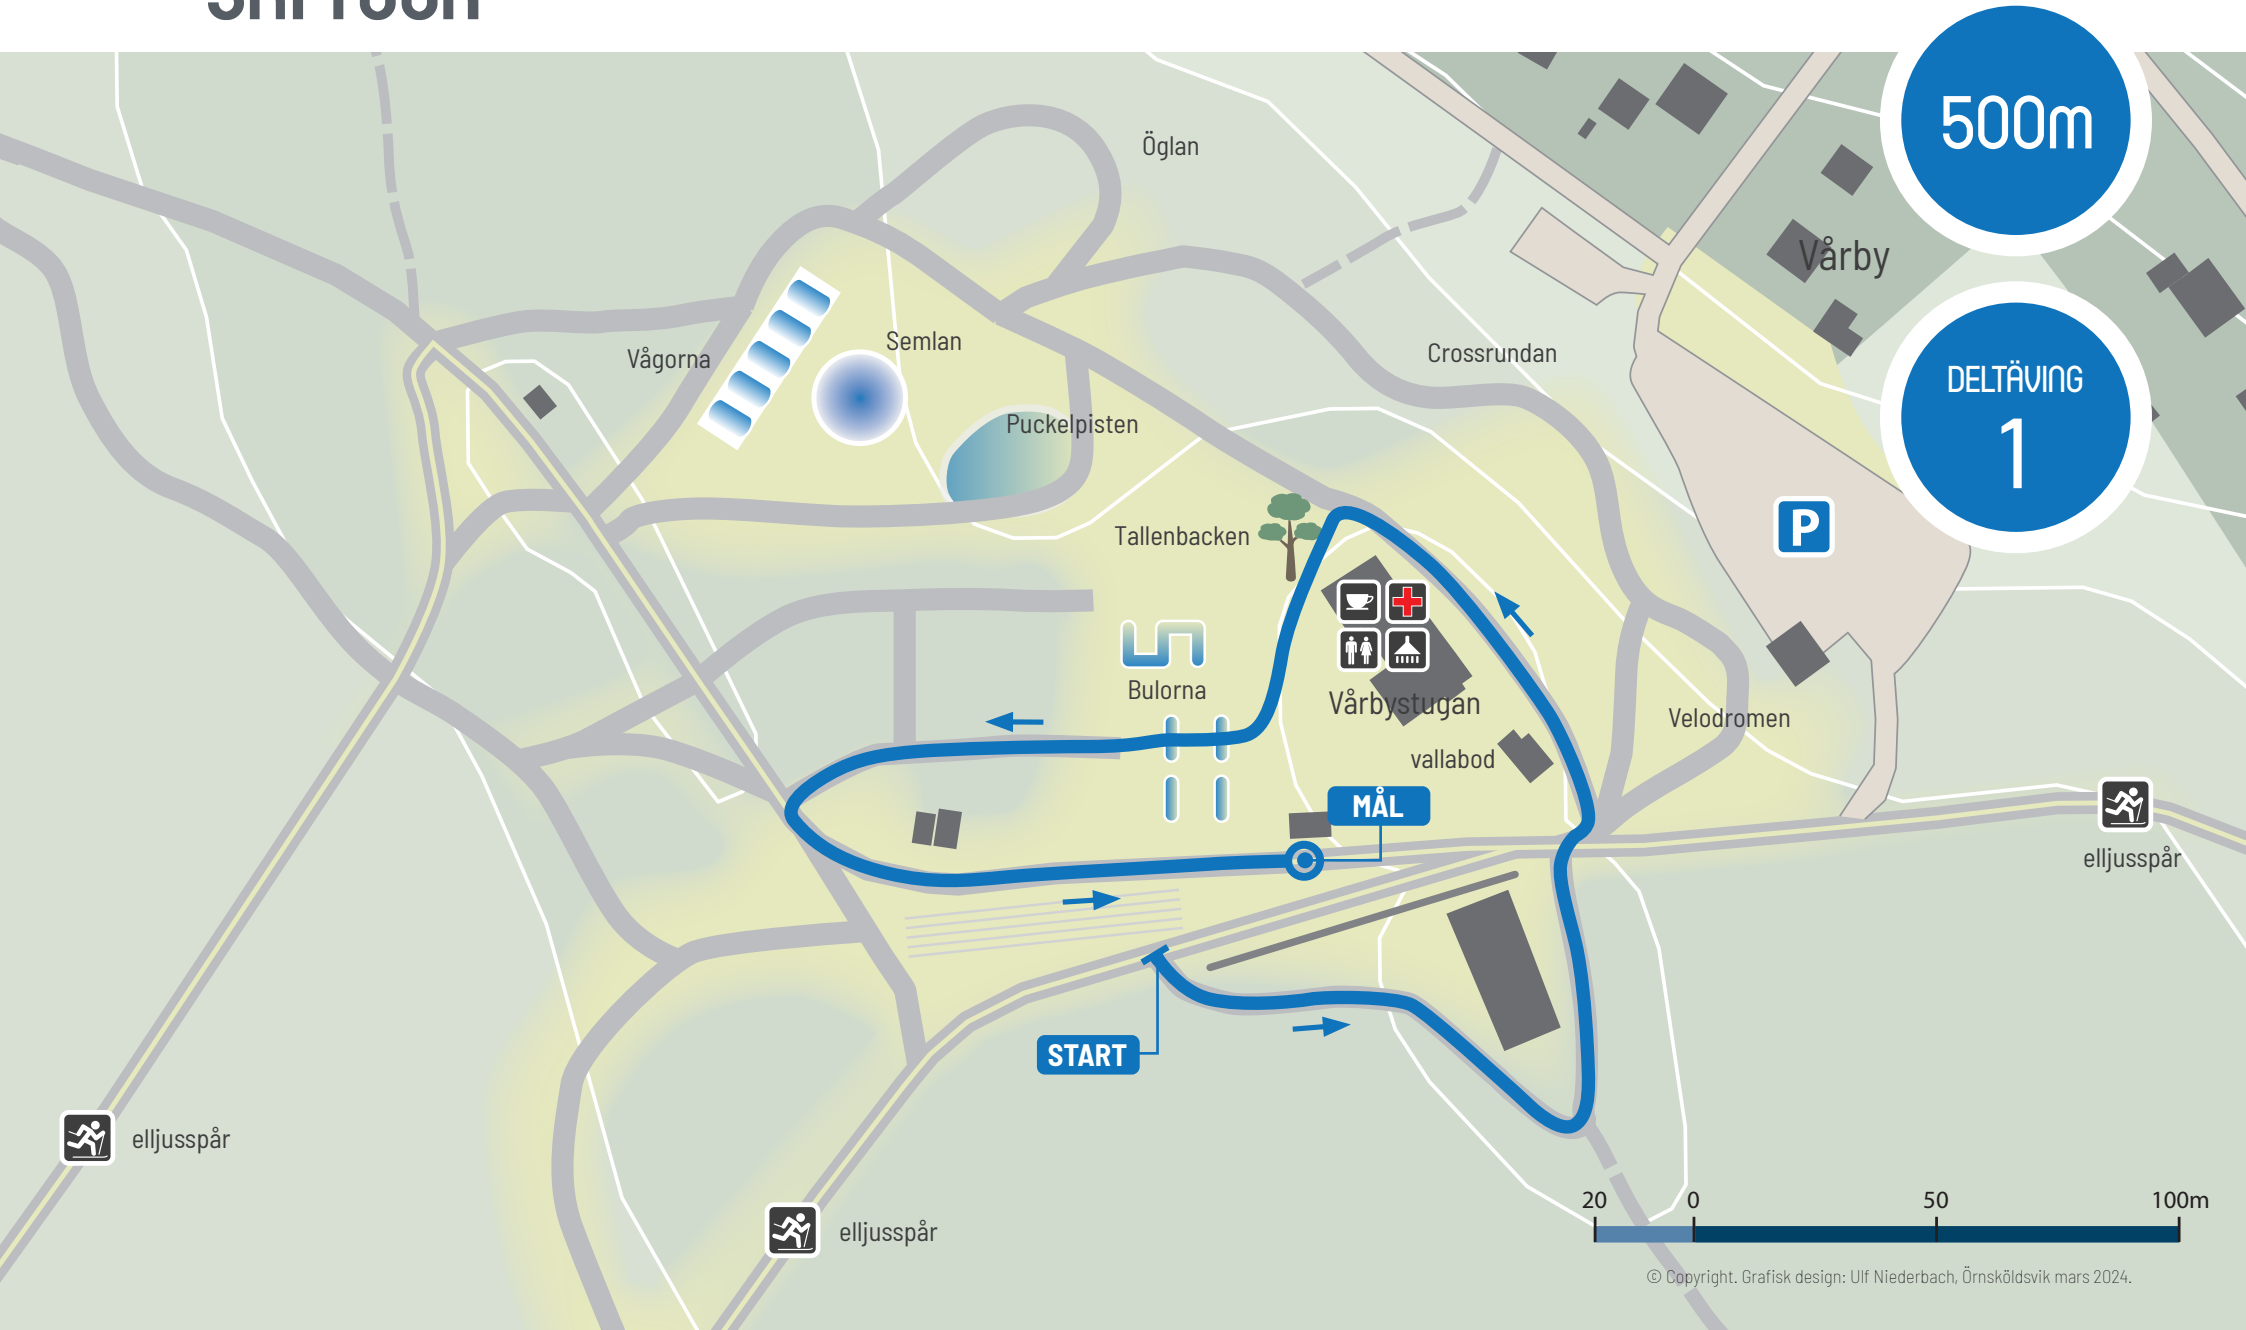 500m
Öglan
Vårby
Semlan
Vågorna
Crossrundan
DELTÄVING
1
Puckelpisten
P
Tallenbacken
Bulorna
Vårbystugan
Velodromen
vallabod
MÅL
elljusspår
START
elljusspår
elljusspår
20 0 50 100m
© Copyright. Grafisk design: Ulf Niederbach, Örnsköldsvik mars 2024.